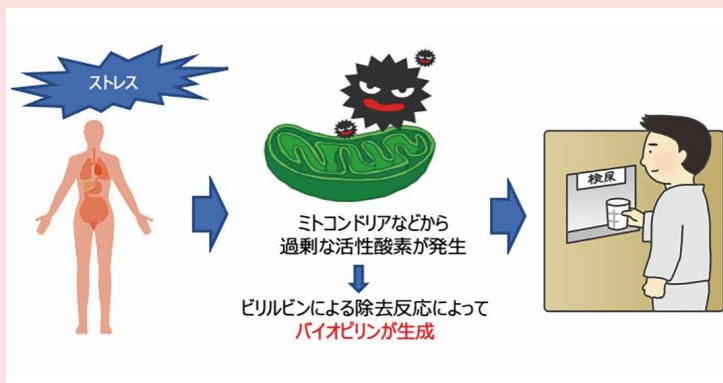 ストレス
ミトコンドリアなどから
過剰な活性酸素が発生
ビリルビンによる除去反応によって
バイオピリンが生成
検尿